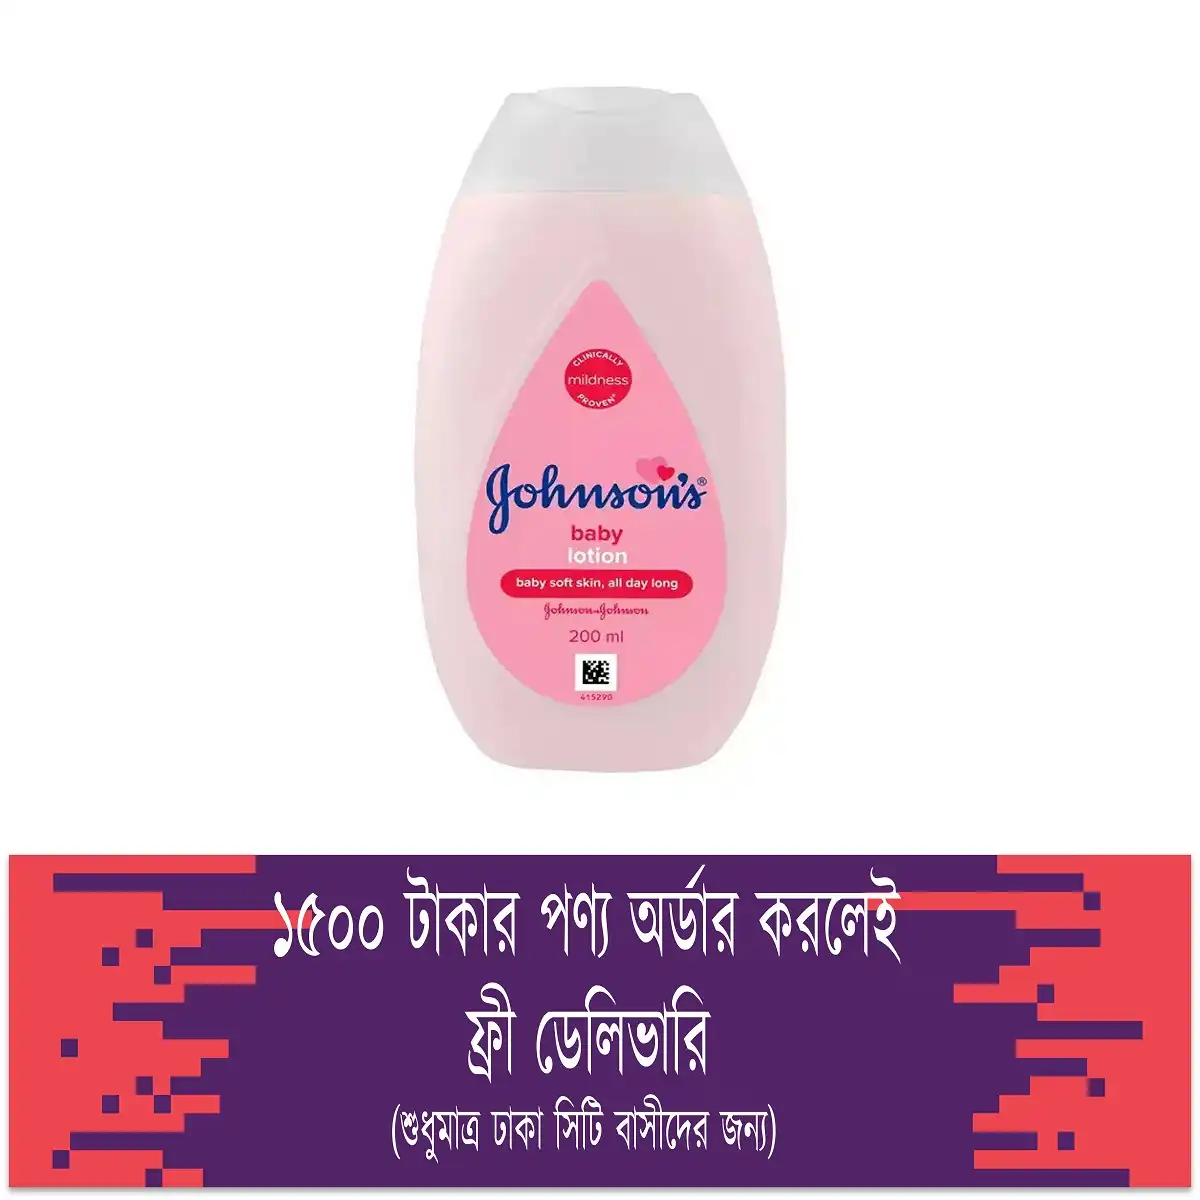 CLINICALLY
mildness
PROVEN®
Johnson's®
baby
lotion
baby soft skin, all day long
Johnson & Johnson
200 ml
415290
১৫০০ টাকার পণ্য অর্ডার করলেই
ফ্রী ডেলিভারি
(শুধুমাত্র ঢাকা সিটি বাসীদের জন্য)